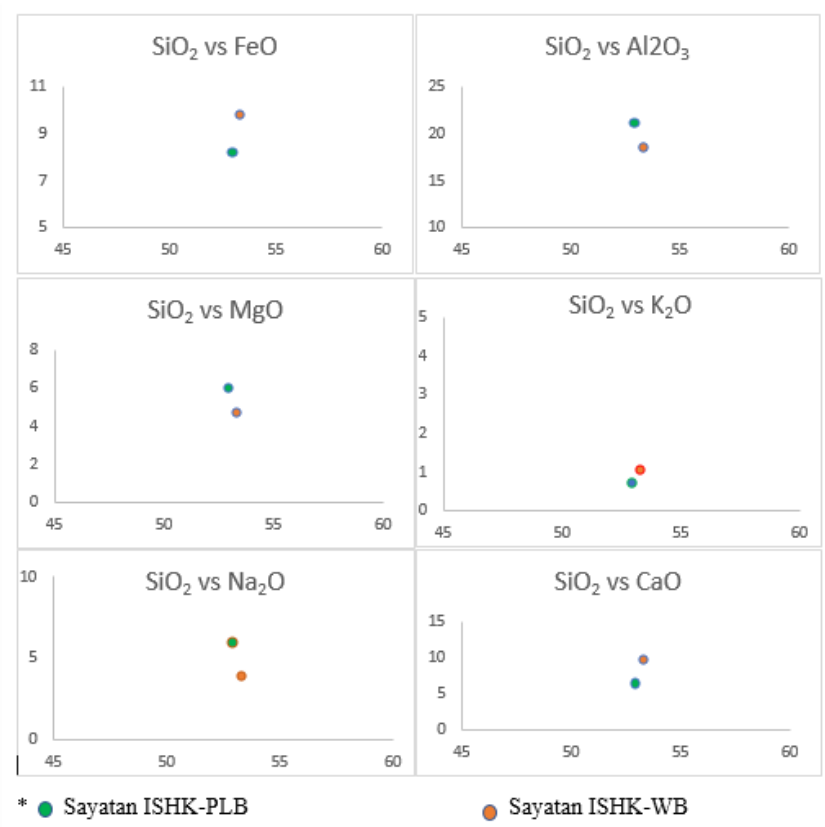 SiO₂ vs FeO
11
9
7
5
45 50 55 60
SiO₂ vs Al2O₃
25
20
15
10
45 50 55 60
SiO₂ vs MgO
8
6
4
2
0
45 50 55 60
SiO₂ vs K₂O
5
4
3
2
1
0
45 50 55 60
SiO₂ vs Na₂O
10
5
0
45 50 55 60
SiO₂ vs CaO
15
10
5
0
45 50 55 60
* Sayatan ISHK-PLB Sayatan ISHK-WB